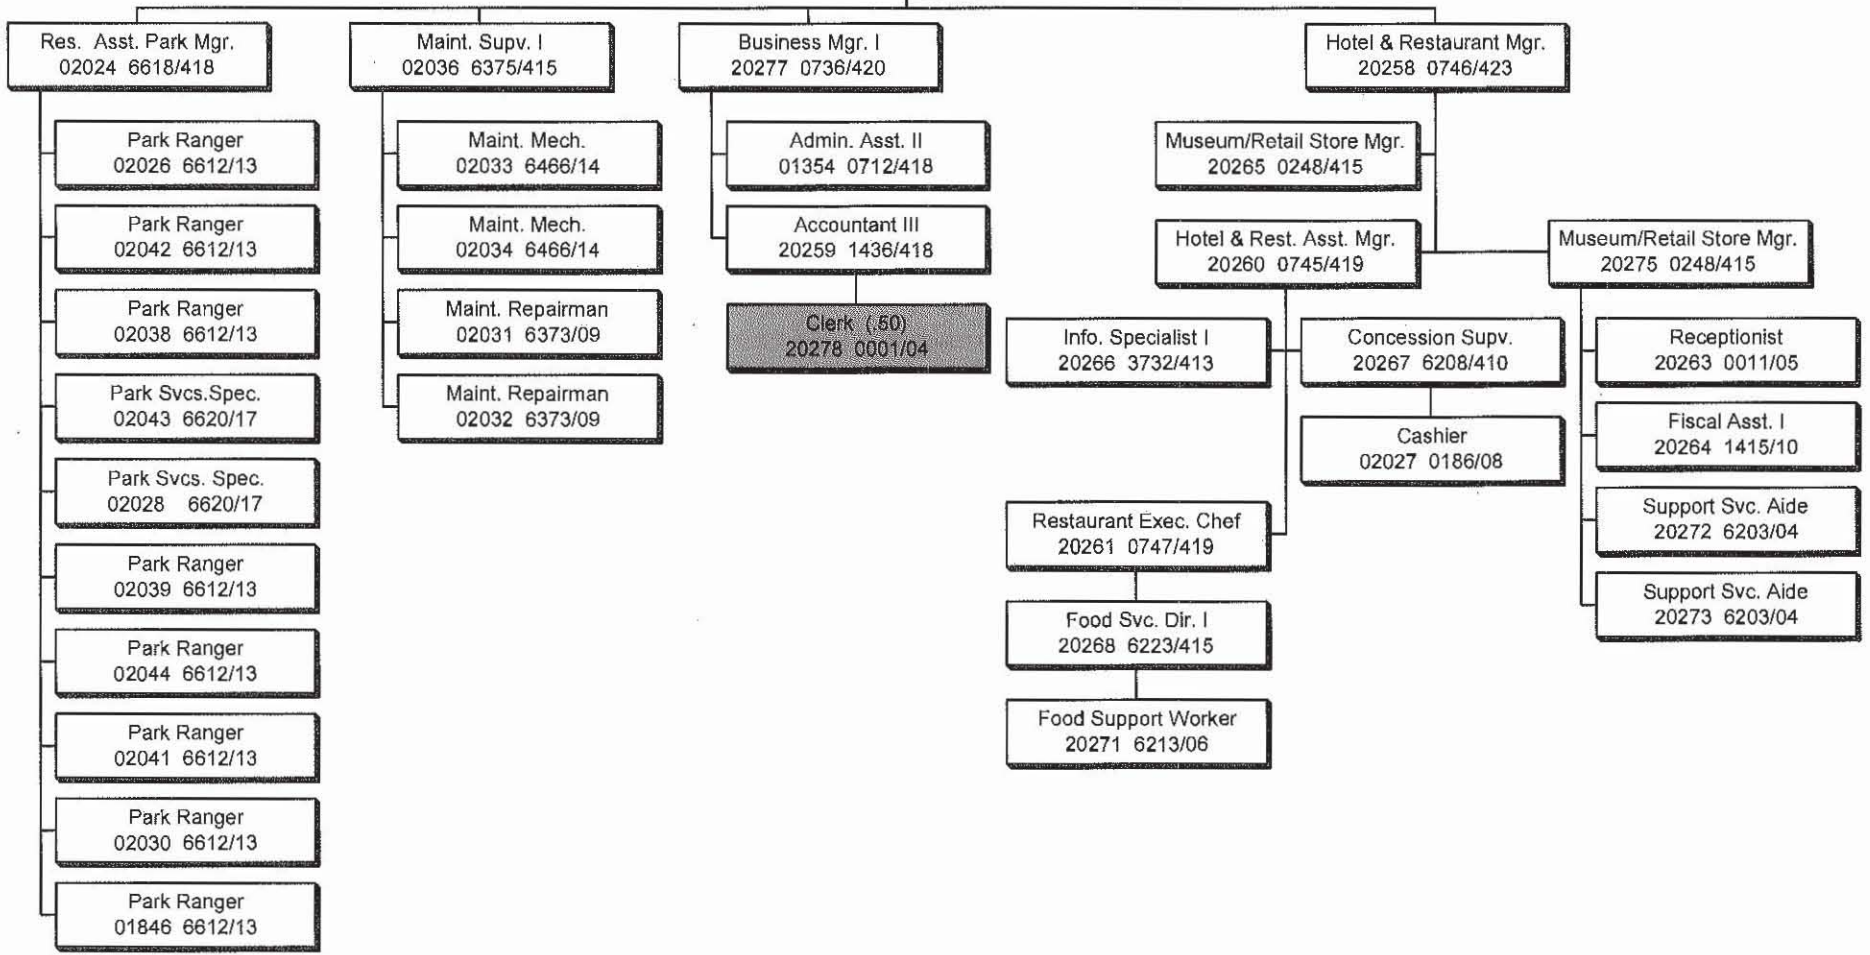 Res. Asst. Park Mgr.
02024 6618/418
Park Ranger
02026 6612/13
Park Ranger
02042 6612/13
Park Ranger
02038 6612/13
Park Svcs.Spec.
02043 6620/17
Park Svcs. Spec.
02028 6620/17
Park Ranger
02039 6612/13
Park Ranger
02044 6612/13
Park Ranger
02041 6612/13
Park Ranger
02030 6612/13
Park Ranger
01846 6612/13
Maint. Supv. I
02036 6375/415
Maint. Mech.
02033 6466/14
Maint. Mech.
02034 6466/14
Maint. Repairman
02031 6373/09
Maint. Repairman
02032 6373/09
Business Mgr. I
20277 0736/420
Admin. Asst. II
01354 0712/418
Accountant III
20259 1436/418
Clerk (.50)
20278 0001/04
Hotel & Restaurant Mgr.
20258 0746/423
Museum/Retail Store Mgr.
20265 0248/415
Hotel & Rest. Asst. Mgr.
20260 0745/419
Info. Specialist I
20266 3732/413
Concession Supv.
20267 6208/410
Cashier
02027 0186/08
Restaurant Exec. Chef
20261 0747/419
Food Svc. Dir. I
20268 6223/415
Food Support Worker
20271 6213/06
Museum/Retail Store Mgr.
20275 0248/415
Receptionist
20263 0011/05
Fiscal Asst. I
20264 1415/10
Support Svc. Aide
20272 6203/04
Support Svc. Aide
20273 6203/04